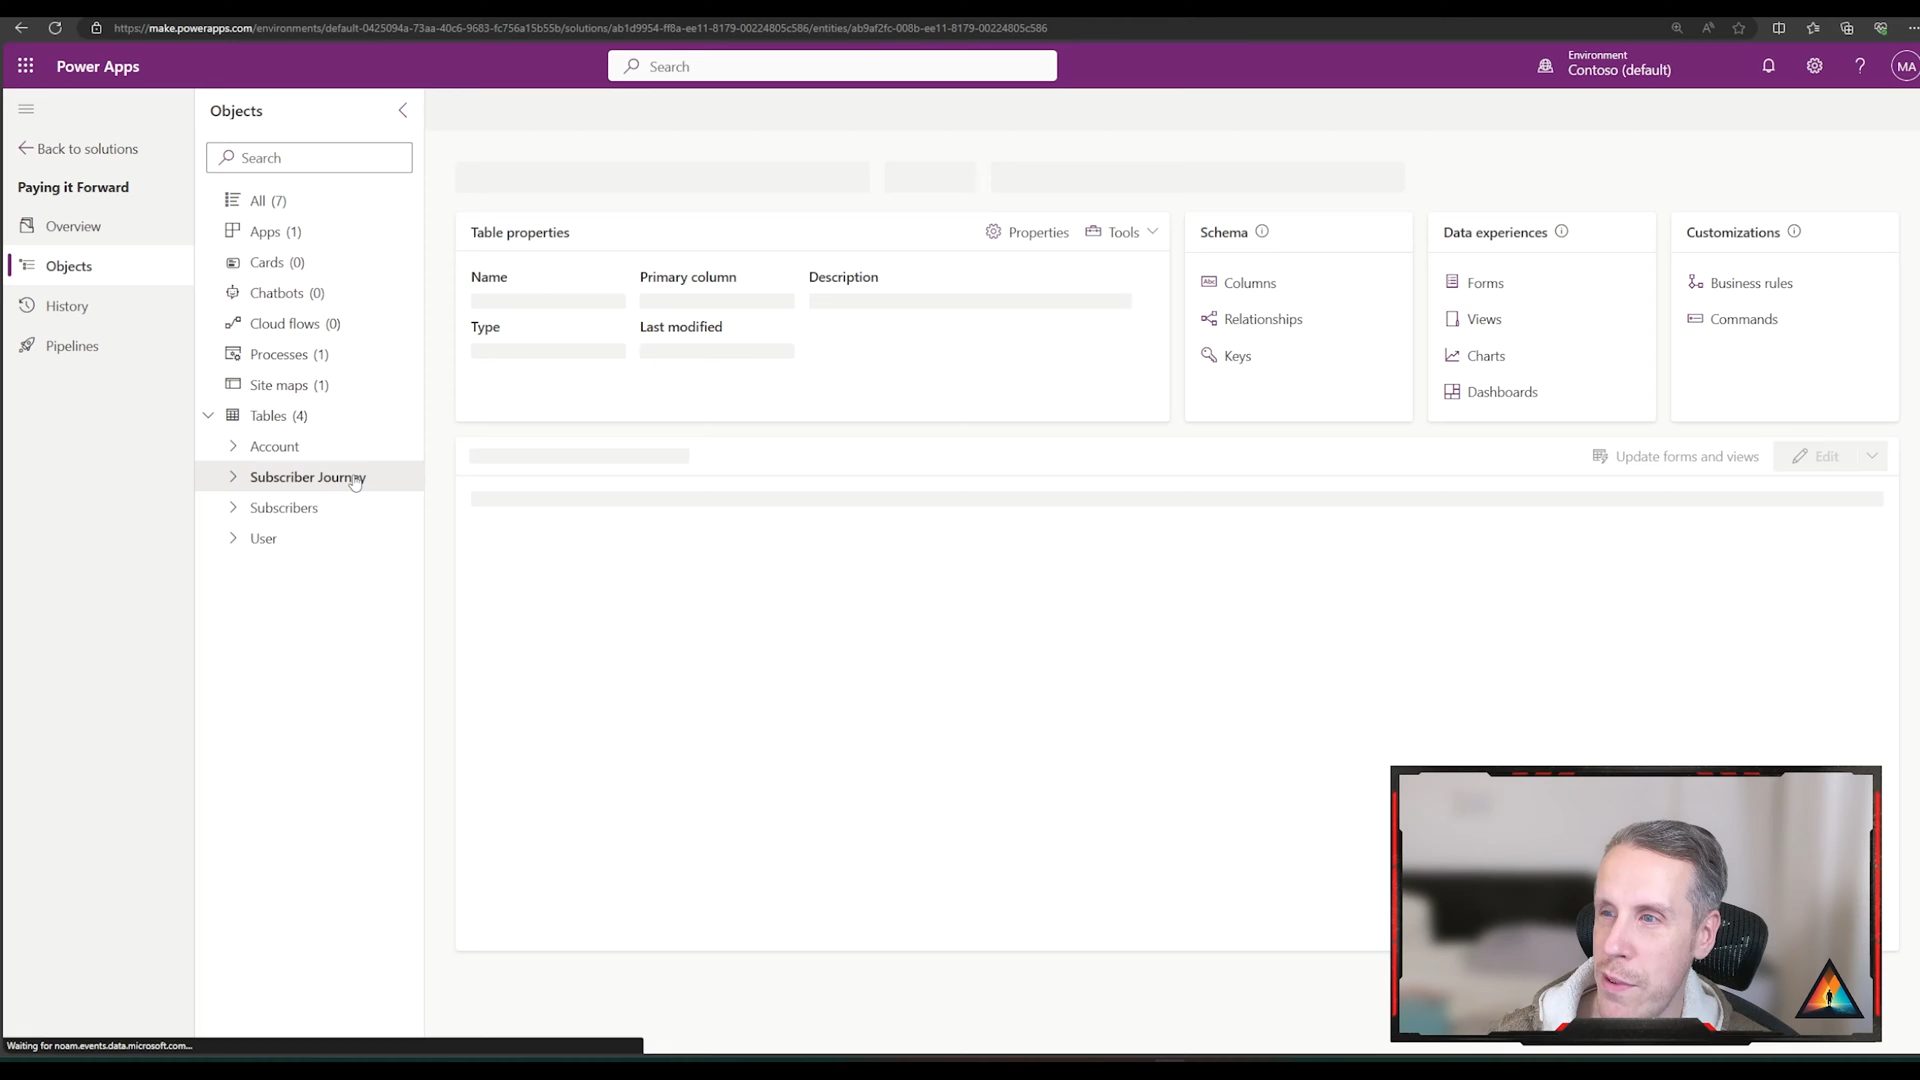 https://make.powerapps.com/environments/default-0425094a-73aa-40c6-9683-fc756a15b55b/solutions/ab1d9954-ff8a-ee11-8179-00224805c586/entities/ab9af2fc-008b-ee11-8179-00224805c586
Power Apps
Search
Environment
Contoso (default)
?
MA
Back to solutions
Paying it Forward
Overview
Objects
History
Pipelines
Objects
Search
All (7)
Apps (1)
Cards (0)
Chatbots (0)
Cloud flows (0)
Processes (1)
Site maps (1)
Tables (4)
Account
Subscriber Journey
Subscribers
User
Table properties
Properties
Tools
Name
Primary column
Description
Type
Last modified
Schema
Columns
Relationships
Keys
Data experiences
Forms
Views
Charts
Dashboards
Customizations
Business rules
Commands
Update forms and views
Edit
Waiting for noam.events.data.microsoft.com...